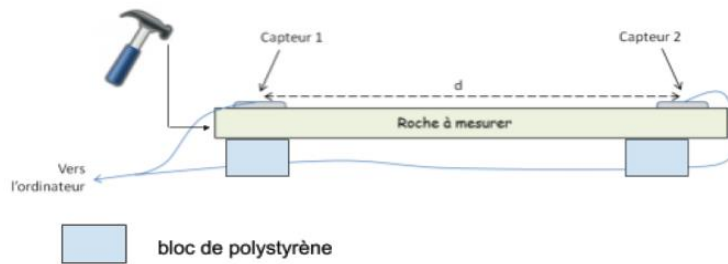 Capteur 1
Capteur 2
d
Roche à mesurer
Vers
l'ordinateur
bloc de polystyrène